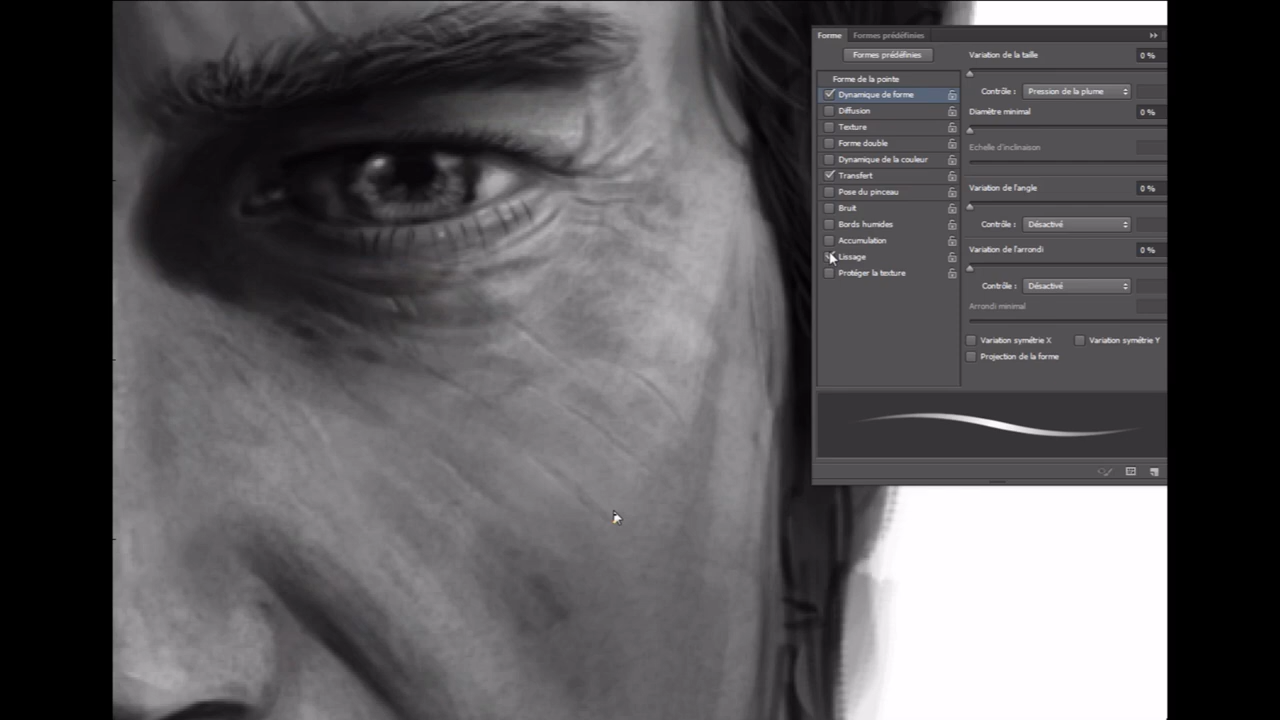 Forme Formes prédéfinies
Formes prédéfinies
Forme de la pointe
Dynamique de forme
Diffusion
Texture
Forme double
Dynamique de la couleur
Transfert
Pose du pinceau
Bruit
Bords humides
Accumulation
Lissage
Protéger la texture
Variation de la taille 0 %
Contrôle : Pression de la plume
Diamètre minimal 0 %
Echelle d'inclinaison
Variation de l'angle 0 %
Contrôle : Désactivé
Variation de l'arrondi 0 %
Contrôle : Désactivé
Arrondi minimal
Variation symétrie X Variation symétrie Y
Projection de la forme